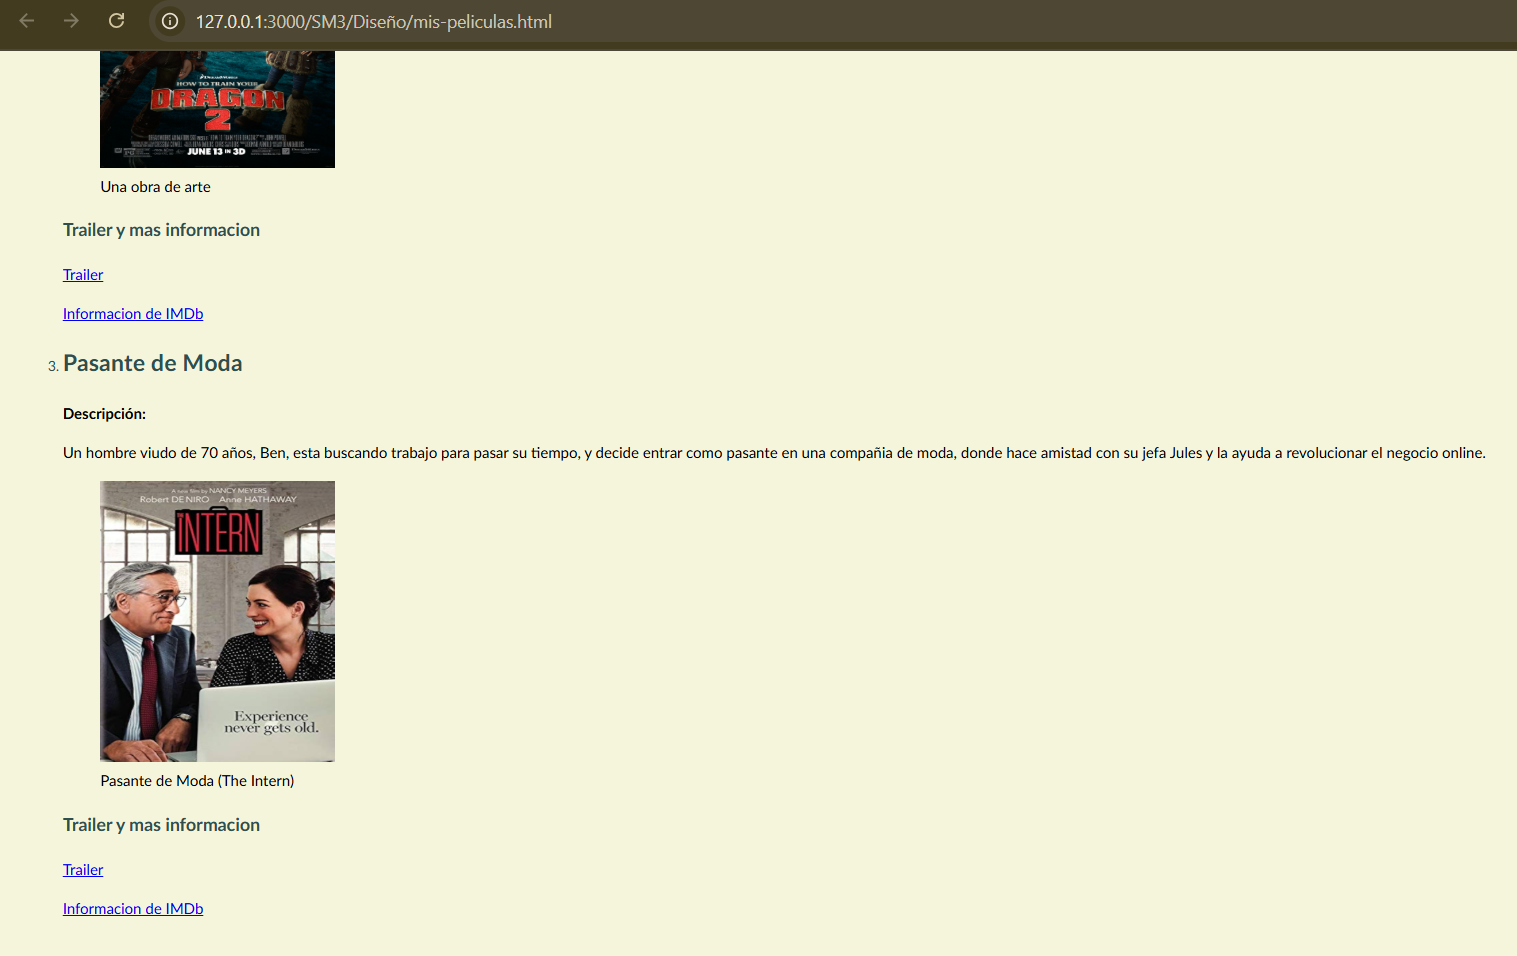 127.0.0.1:3000/SM3/Diseño/mis-peliculas.html
DreamWorks
HOW TO TRAIN YOUR
DRAGON
2
JUNE 13 IN 3D
Una obra de arte
Trailer y mas informacion
Trailer
Informacion de IMDb
3. Pasante de Moda
Descripción:
Un hombre viudo de 70 años, Ben, esta buscando trabajo para pasar su tiempo, y decide entrar como pasante en una compañia de moda, donde hace amistad con su jefa Jules y la ayuda a revolucionar el negocio online.
A new film by NANCY MEYERS
Robert DE NIRO Anne HATHAWAY
THE
INTERN
Experience
never gets old.
Pasante de Moda (The Intern)
Trailer y mas informacion
Trailer
Informacion de IMDb